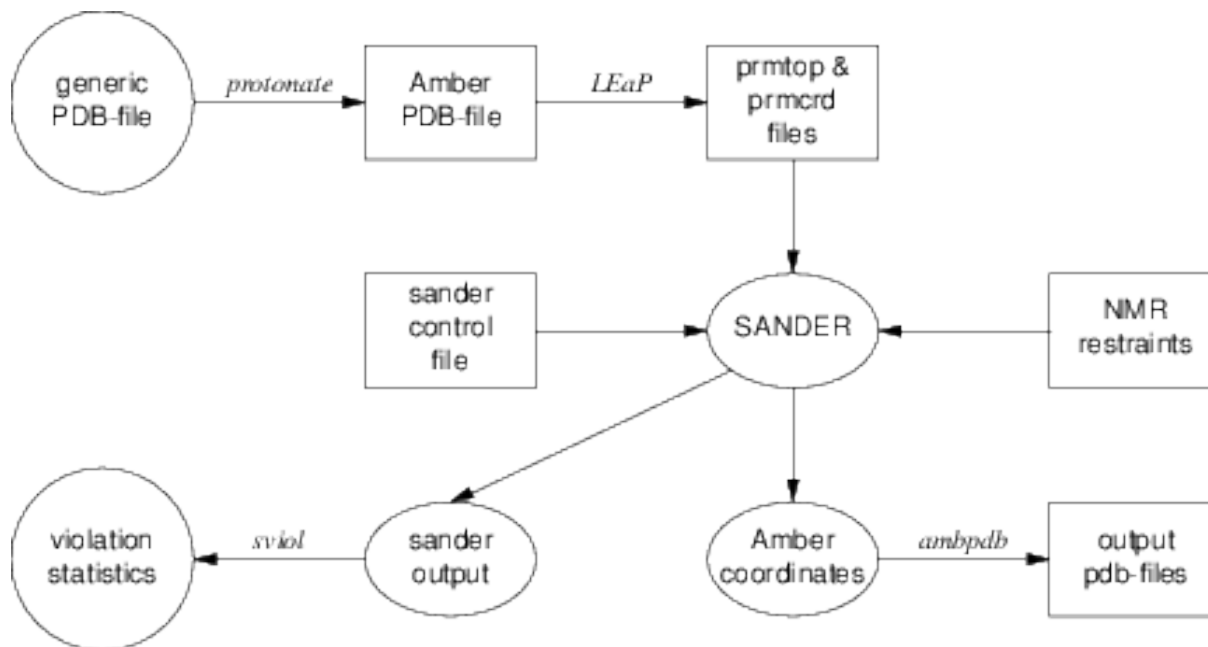 generic
PDB-file
protonate
Amber
PDB-file
LEaP
prmtop &
prmcrd
files
sander
control
file
SANDER
NMR
restraints
violation
statistics
sviol
sander
output
Amber
coordinates
ambpdb
output
pdb-files